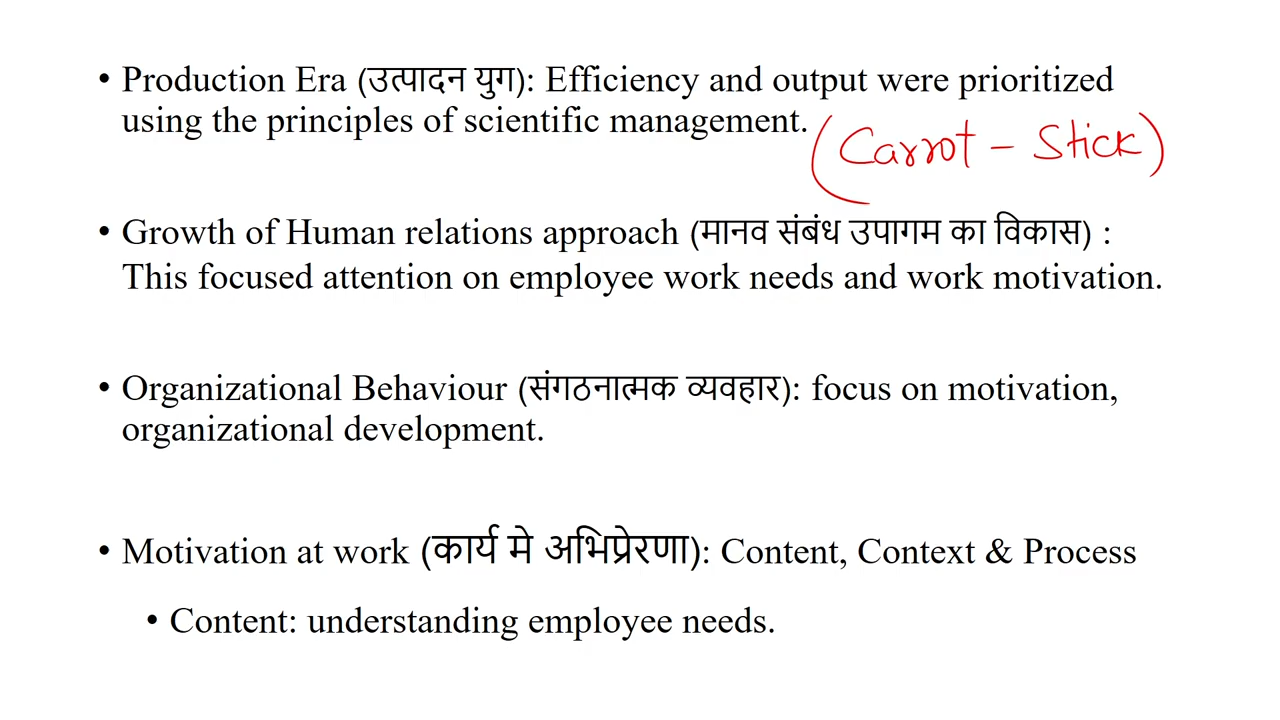 • Production Era (उत्पादन युग): Efficiency and output were prioritized
using the principles of scientific management.
(Carrot - Stick)
• Growth of Human relations approach (मानव संबंध उपागम का विकास) :
This focused attention on employee work needs and work motivation.
• Organizational Behaviour (संगठनात्मक व्यवहार): focus on motivation,
organizational development.
• Motivation at work (कार्य मे अभिप्रेरणा): Content, Context & Process
• Content: understanding employee needs.